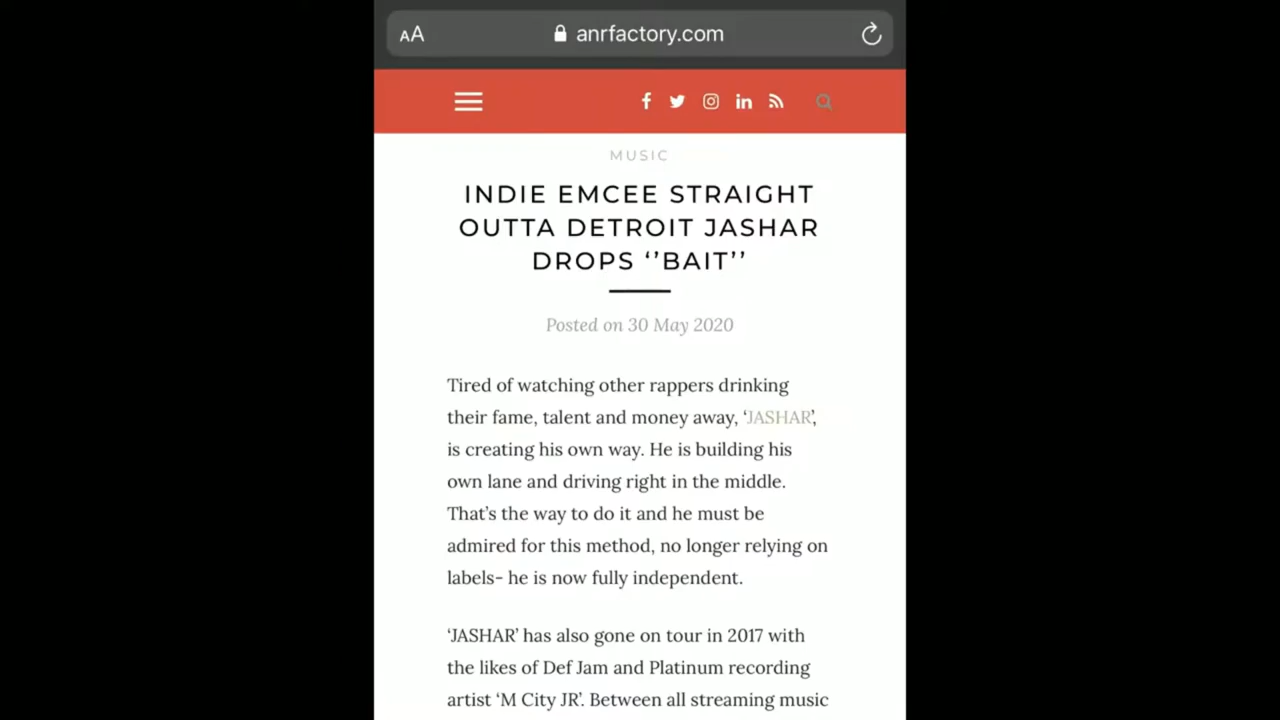 AA anrfactory.com
MUSIC
INDIE EMCEE STRAIGHT
OUTTA DETROIT JASHAR
DROPS ‘’BAIT’’
Posted on 30 May 2020
Tired of watching other rappers drinking
their fame, talent and money away, ‘JASHAR’,
is creating his own way. He is building his
own lane and driving right in the middle.
That’s the way to do it and he must be
admired for this method, no longer relying on
labels- he is now fully independent.
‘JASHAR’ has also gone on tour in 2017 with
the likes of Def Jam and Platinum recording
artist ‘M City JR’. Between all streaming music